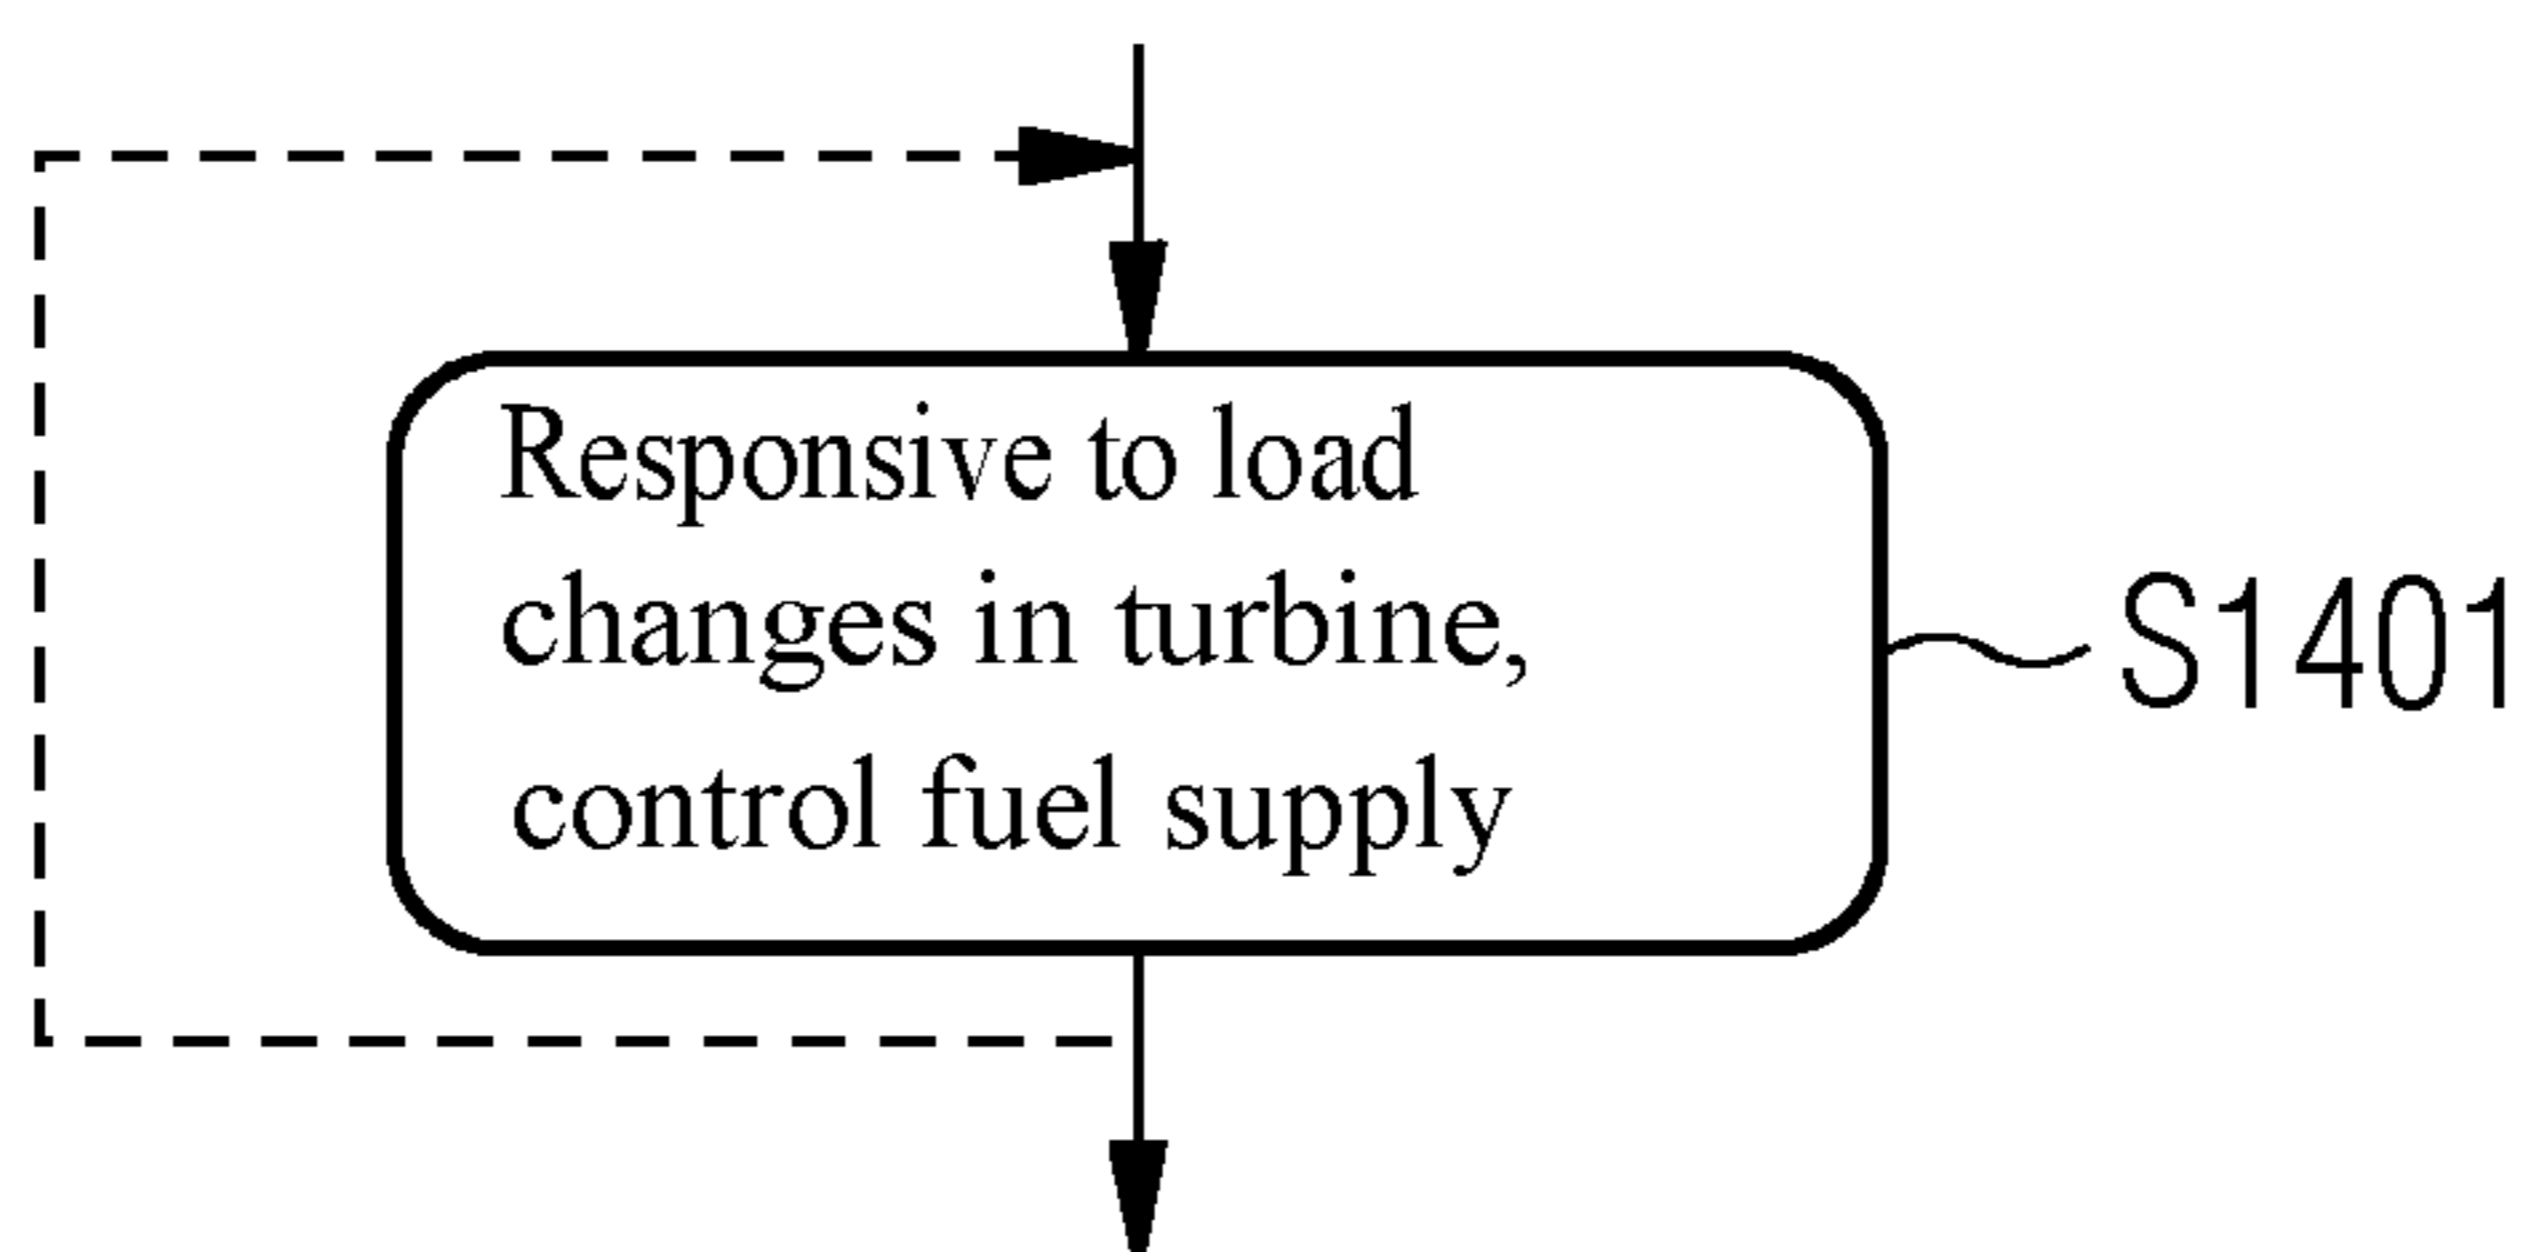 Responsive to load
changes in turbine,
control fuel supply
S1401